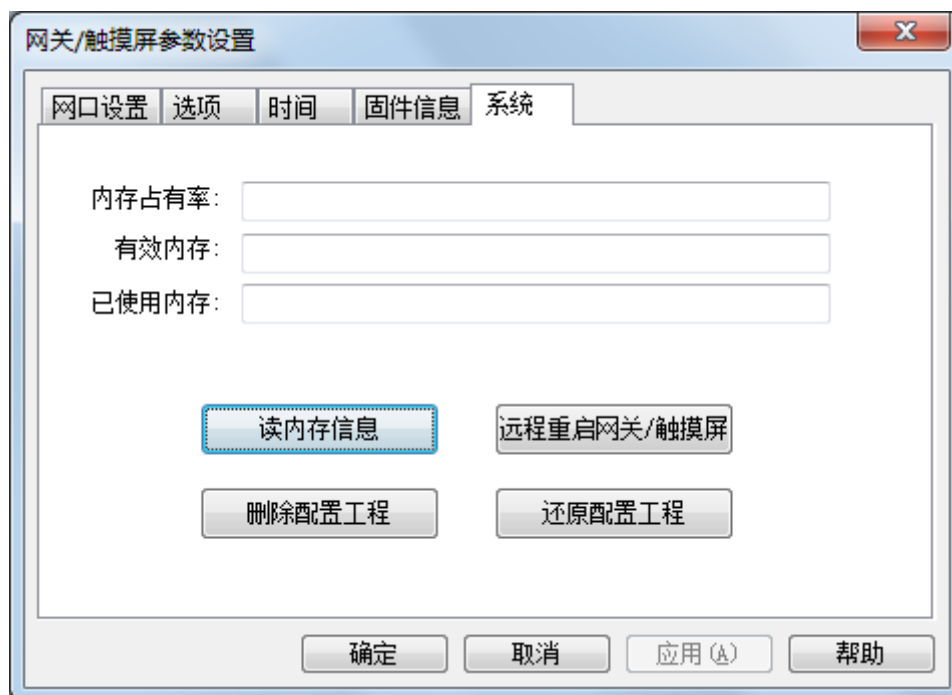 网关/触摸屏参数设置
网口设置 选项 时间 固件信息 系统
内存占有率:
有效内存:
已使用内存:
读内存信息 远程重启网关/触摸屏
删除配置工程 还原配置工程
确定 取消 应用(A) 帮助